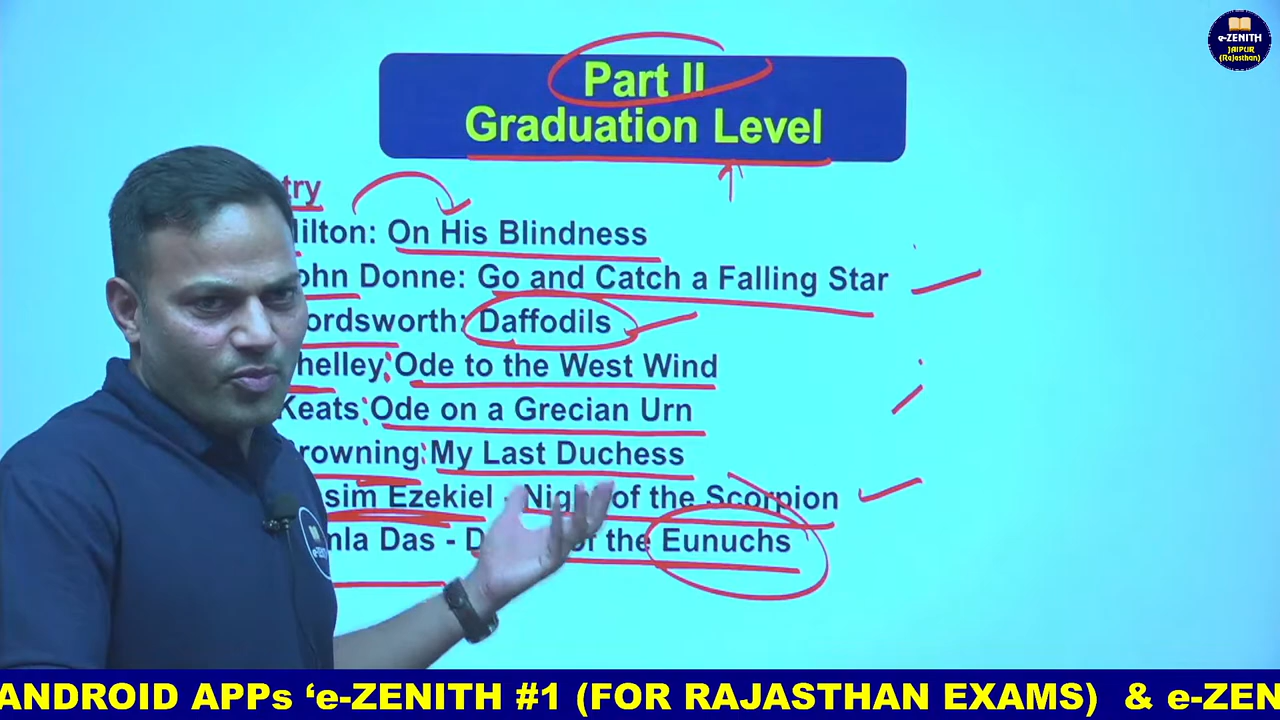 e-ZENITH
JAIPUR
(Rajasthan)
Part II
Graduation Level
try
ilton: On His Blindness
ohn Donne: Go and Catch a Falling Star
ordsworth: Daffodils
helley: Ode to the West Wind
Keats: Ode on a Grecian Urn
rowning: My Last Duchess
sim Ezekiel - Night of the Scorpion
mla Das - D of the Eunuchs
ANDROID APPs ‘e-ZENITH #1 (FOR RAJASTHAN EXAMS) & e-ZEN